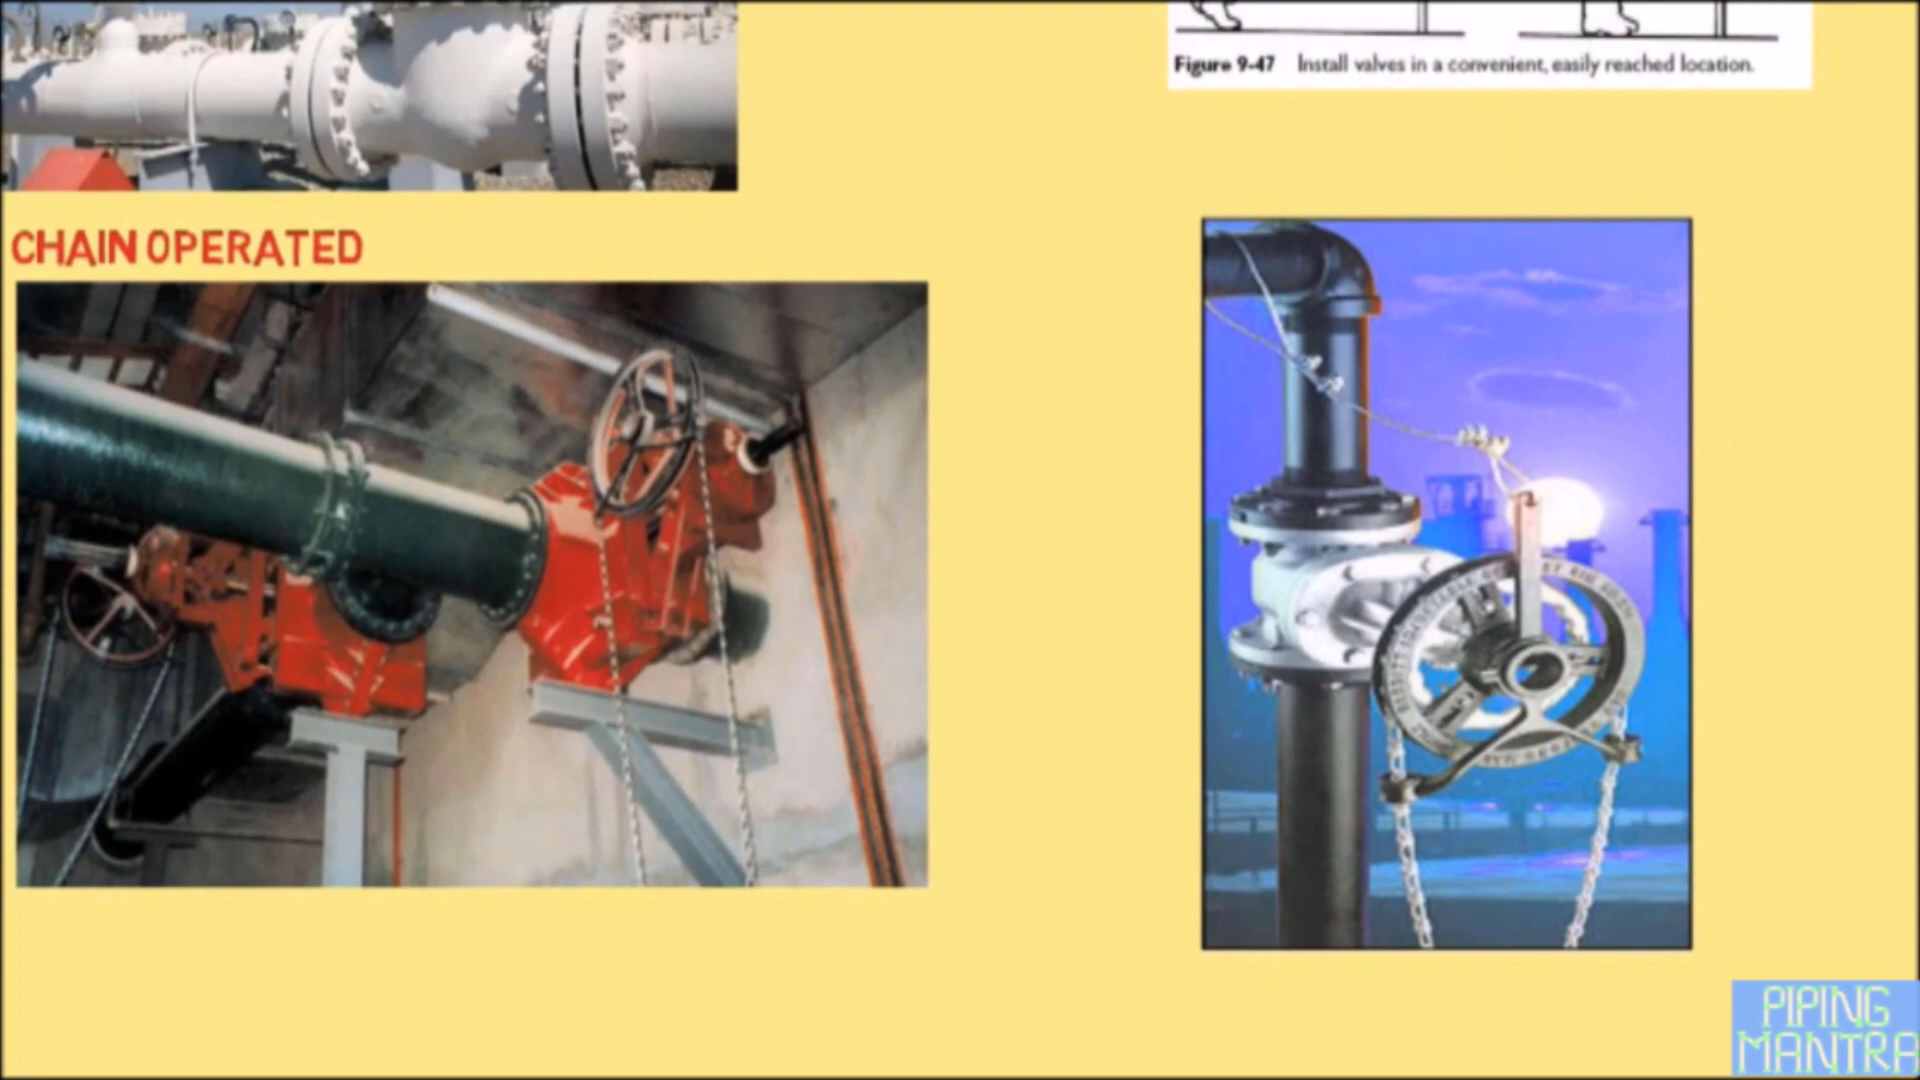 Figure 9-47 Install valves in a convenient, easily reached location.
CHAIN OPERATED
PIPING
MANTRA